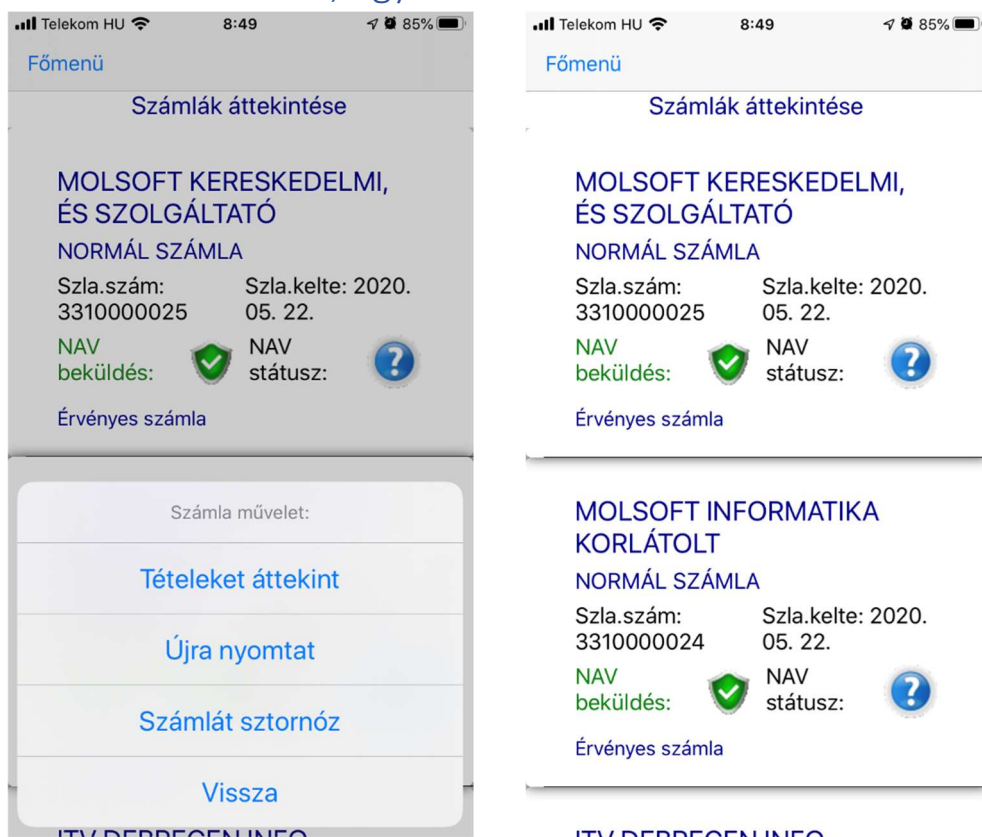 Telekom HU 8:49 85%
Főmenü
Számlák áttekintése
MOLSOFT KERESKEDELMI,
ÉS SZOLGÁLTATÓ
NORMÁL SZÁMLA
Szla.szám: Szla.kelte: 2020.
3310000025 05. 22.
NAV NAV
beküldés: státusz:
Érvényes számla
Számla művelet:
Tételeket áttekint
Újra nyomtat
Számlát sztornóz
Vissza
Telekom HU 8:49 85%
Főmenü
Számlák áttekintése
MOLSOFT KERESKEDELMI,
ÉS SZOLGÁLTATÓ
NORMÁL SZÁMLA
Szla.szám: Szla.kelte: 2020.
3310000025 05. 22.
NAV NAV
beküldés: státusz:
Érvényes számla
MOLSOFT INFORMATIKA
KORLÁTOLT
NORMÁL SZÁMLA
Szla.szám: Szla.kelte: 2020.
3310000024 05. 22.
NAV NAV
beküldés: státusz:
Érvényes számla